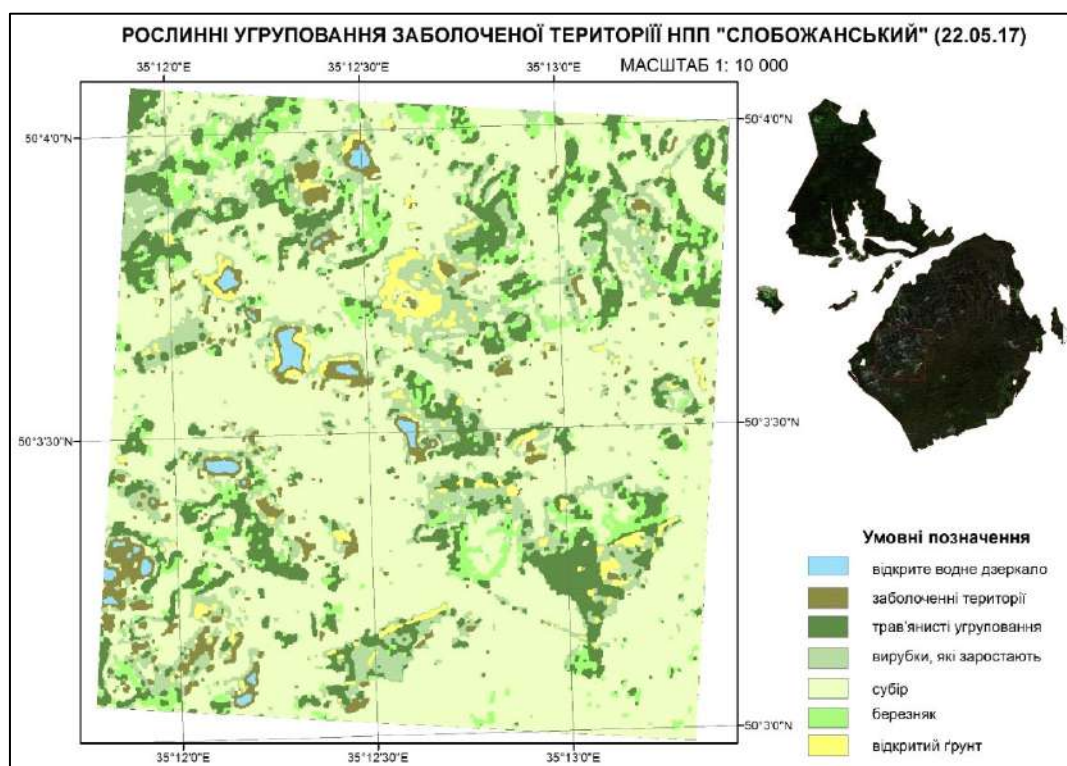 РОСЛИННІ УГРУПОВАННЯ ЗАБОЛОЧЕНОЇ ТЕРИТОРІЇЇ НПП "СЛОБОЖАНСЬКИЙ" (22.05.17)
МАСШТАБ 1: 10 000
35°12'0"E
35°12'30"E
35°13'0"E
50°4'0"N
50°4'0"N
50°3'30"N
50°3'30"N
50°3'0"N
35°12'0"E
35°12'30"E
35°13'0"E
Умовні позначення
відкрите водне дзеркало
заболоченні території
трав'янисті угруповання
вирубки, які заростають
субір
березняк
відкритий ґрунт